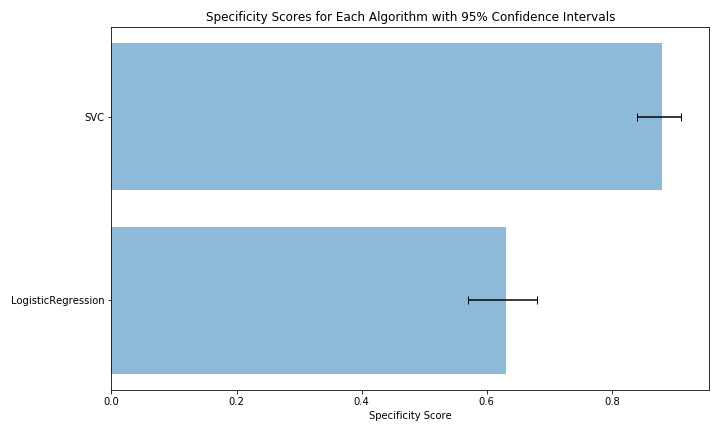 Specificity Scores for Each Algorithm with 95% Confidence Intervals
SVC
LogisticRegression
0.0 0.2 0.4 0.6 0.8
Specificity Score